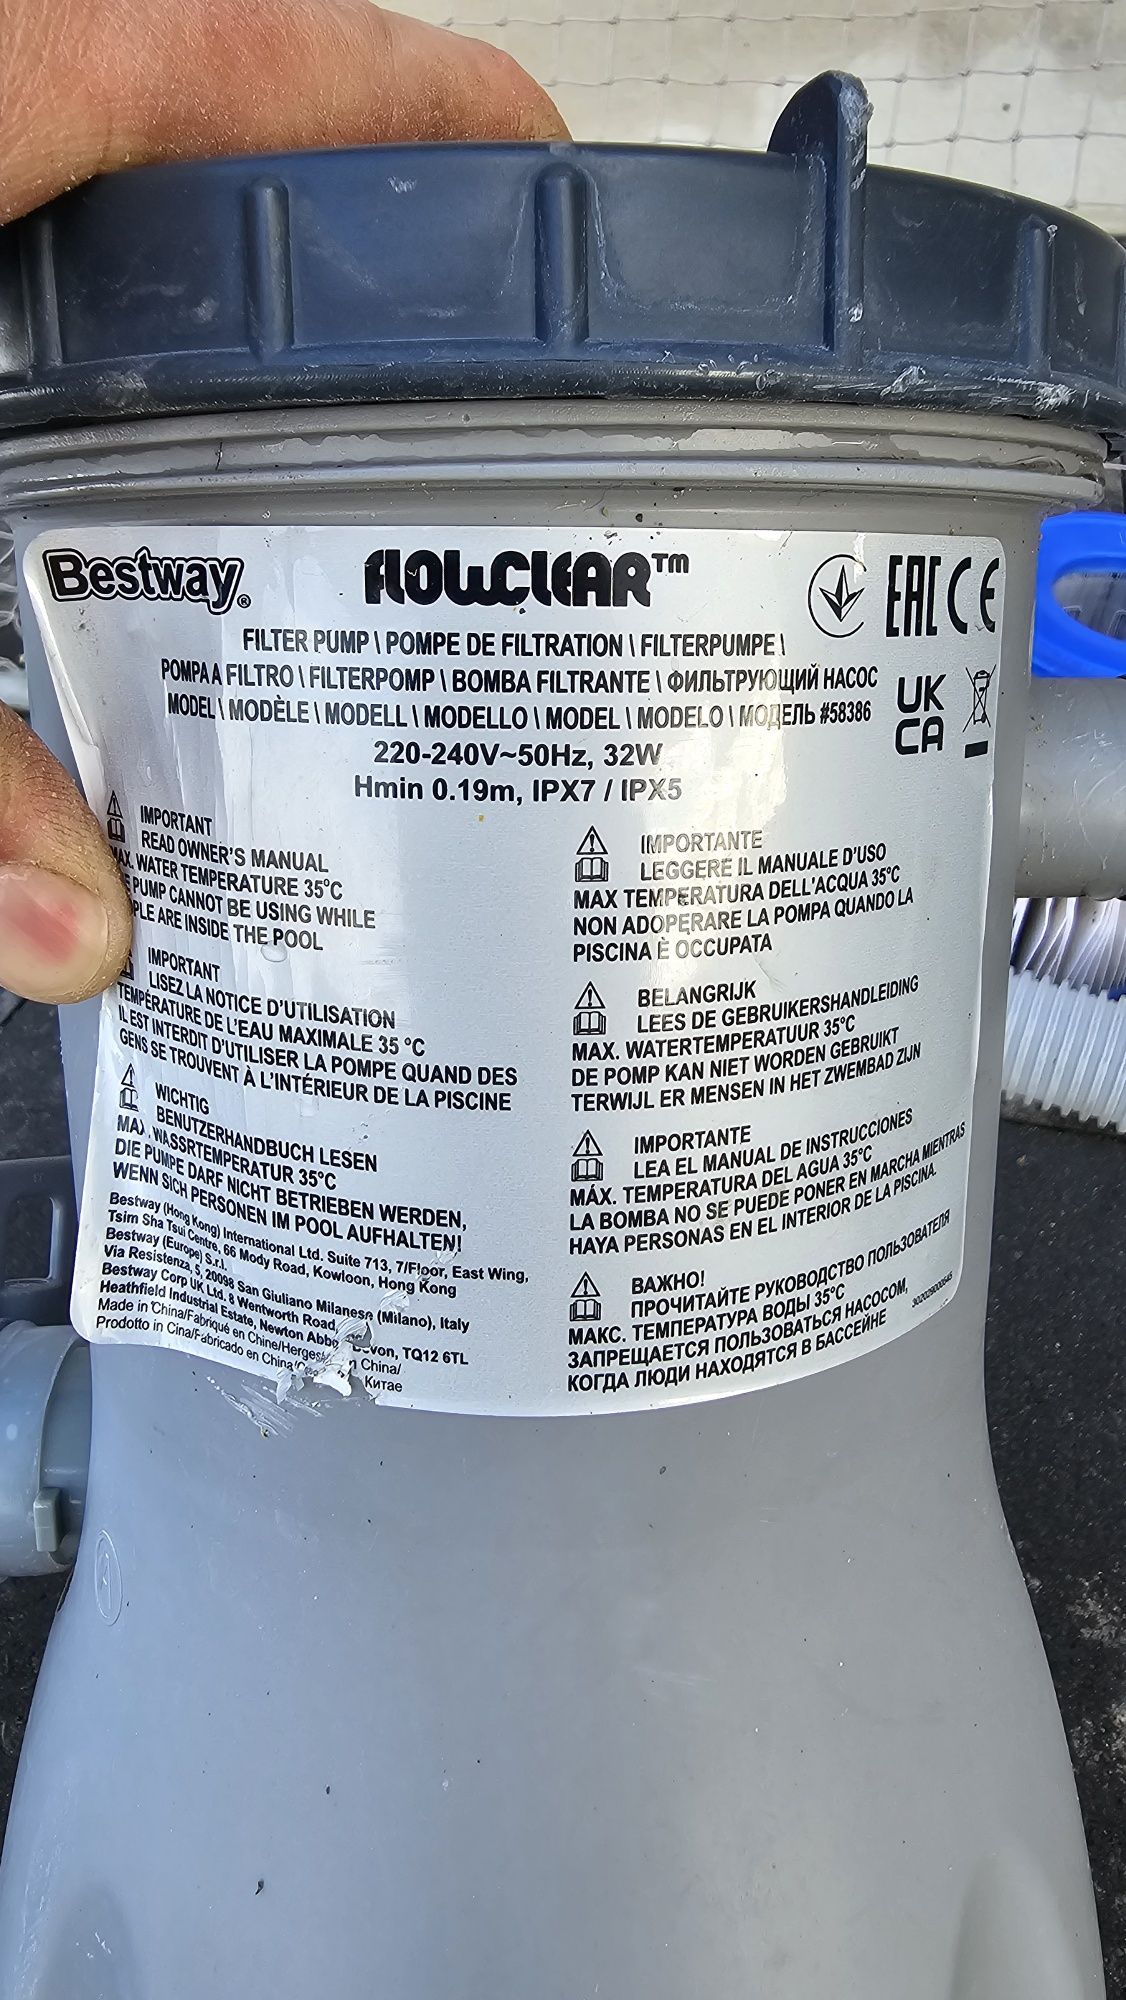 Bestway®
FLOWCLEAR™
EAC CE
FILTER PUMP \ POMPE DE FILTRATION \ FILTERPUMPE \
POMPA A FILTRO \ FILTERPOMP \ BOMBA FILTRANTE \ ФИЛЬТРУЮЩИЙ НАСОС
MODEL \ MODÈLE \ MODELL \ MODELLO \ MODEL \ MODELO \ МОДЕЛЬ #58386
UK
CA
220-240V~50Hz, 32W
Hmin 0.19m, IPX7 / IPX5
IMPORTANT
READ OWNER'S MANUAL
WATER TEMPERATURE 35°C
PUMP CANNOT BE USING WHILE
PLE ARE INSIDE THE POOL
IMPORTANT
LISEZ LA NOTICE D'UTILISATION
TEMPÉRATURE DE L'EAU MAXIMALE 35 °C
IL EST INTERDIT D'UTILISER LA POMPE QUAND DES
GENS SE TROUVENT À L'INTÉRIEUR DE LA PISCINE
WICHTIG
BENUTZERHANDBUCH LESEN
MAX. WASSRTEMPERATUR 35°C
DIE PUMPE DARF NICHT BETRIEBEN WERDEN,
WENN SICH PERSONEN IM POOL AUFHALTEN!
Bestway (Hong Kong) International Ltd. Suite 713, 7/Floor, East Wing,
Tsim Sha Tsui Centre, 66 Mody Road, Kowloon, Hong Kong
Bestway (Europe) S.r.l.
Via Resistenza, 5, 20098 San Giuliano Milanese (Milano), Italy
Bestway Corp UK Ltd. 8 Wentworth Road,
Heathfield Industrial Estate, Newton Abbo von, TQ12 6TL
Made in China/Fabriqué en Chine/Herges China/
Prodotto in Cina/Fabricado en China/ Китае
IMPORTANTE
LEGGERE IL MANUALE D'USO
MAX TEMPERATURA DELL'ACQUA 35°C
NON ADOPERARE LA POMPA QUANDO LA
PISCINA È OCCUPATA
BELANGRIJK
LEES DE GEBRUIKERSHANDLEIDING
MAX. WATERTEMPERATUUR 35°C
DE POMP KAN NIET WORDEN GEBRUIKT
TERWIJL ER MENSEN IN HET ZWEMBAD ZIJN
IMPORTANTE
LEA EL MANUAL DE INSTRUCCIONES
MÁX. TEMPERATURA DEL AGUA 35°C
LA BOMBA NO SE PUEDE PONER EN MARCHA MIENTRAS
HAYA PERSONAS EN EL INTERIOR DE LA PISCINA.
ВАЖНО!
ПРОЧИТАЙТЕ РУКОВОДСТВО ПОЛЬЗОВАТЕЛЯ
МАКС. ТЕМПЕРАТУРА ВОДЫ 35°C
ЗАПРЕЩАЕТСЯ ПОЛЬЗОВАТЬСЯ НАСОСОМ,
КОГДА ЛЮДИ НАХОДЯТСЯ В БАССЕЙНЕ